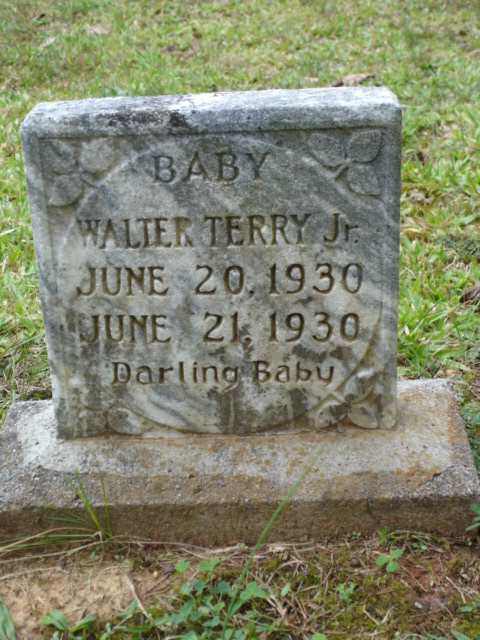 BABY
WALTER TERRY Jr.
JUNE 20, 1930
JUNE 21, 1930
Darling Baby